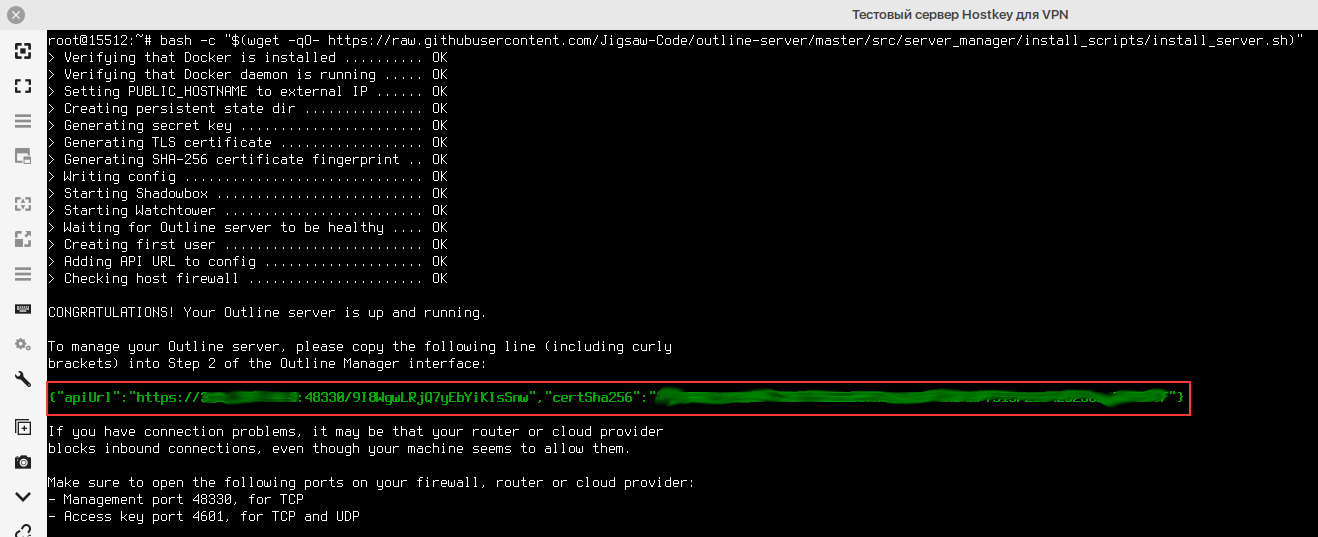 Тестовый сервер Hostkey для VPN
root@15512:~# bash -c "$(wget -qO- https://raw.githubusercontent.com/Jigsaw-Code/outline-server/master/src/server_manager/install_scripts/install_server.sh)"
> Verifying that Docker is installed .......... OK
> Verifying that Docker daemon is running ..... OK
> Setting PUBLIC_HOSTNAME to external IP ...... OK
> Creating persistent state dir ............... OK
> Generating secret key ....................... OK
> Generating TLS certificate .................. OK
> Generating SHA-256 certificate fingerprint .. OK
> Writing config .............................. OK
> Starting Shadowbox .......................... OK
> Starting Watchtower ......................... OK
> Waiting for Outline server to be healthy .... OK
> Creating first user ......................... OK
> Adding API URL to config .................... OK
> Checking host firewall ...................... OK
CONGRATULATIONS! Your Outline server is up and running.
To manage your Outline server, please copy the following line (including curly
brackets) into Step 2 of the Outline Manager interface:
{"apiUrl":"https://3 :48330/9I8WgwLRjQ7yEbYiKIsSnw","certSha256":" "}
If you have connection problems, it may be that your router or cloud provider
blocks inbound connections, even though your machine seems to allow them.
Make sure to open the following ports on your firewall, router or cloud provider:
- Management port 48330, for TCP
- Access key port 4601, for TCP and UDP